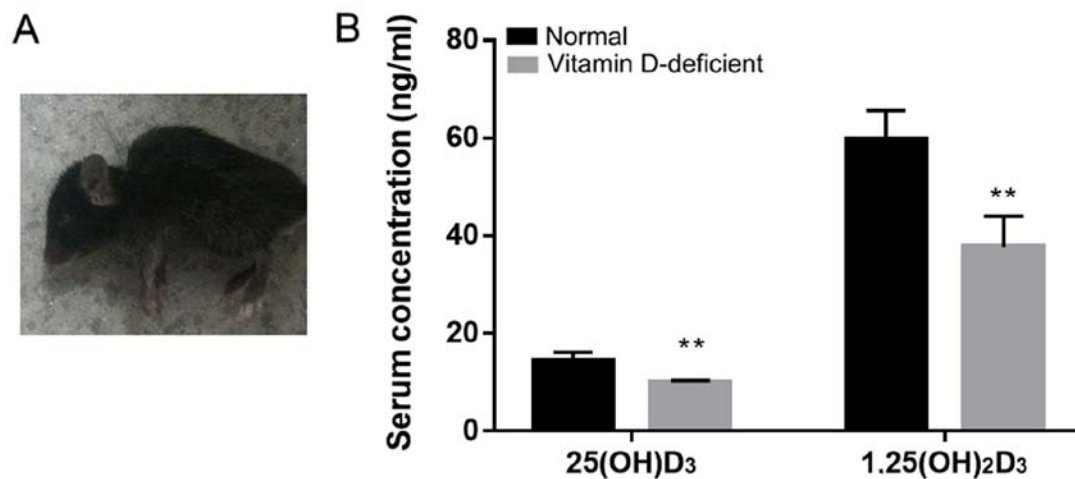 A
B
Serum concentration (ng/ml)
80
60
40
20
0
Normal
Vitamin D-deficient
**
**
25(OH)D₃
1.25(OH)₂D₃